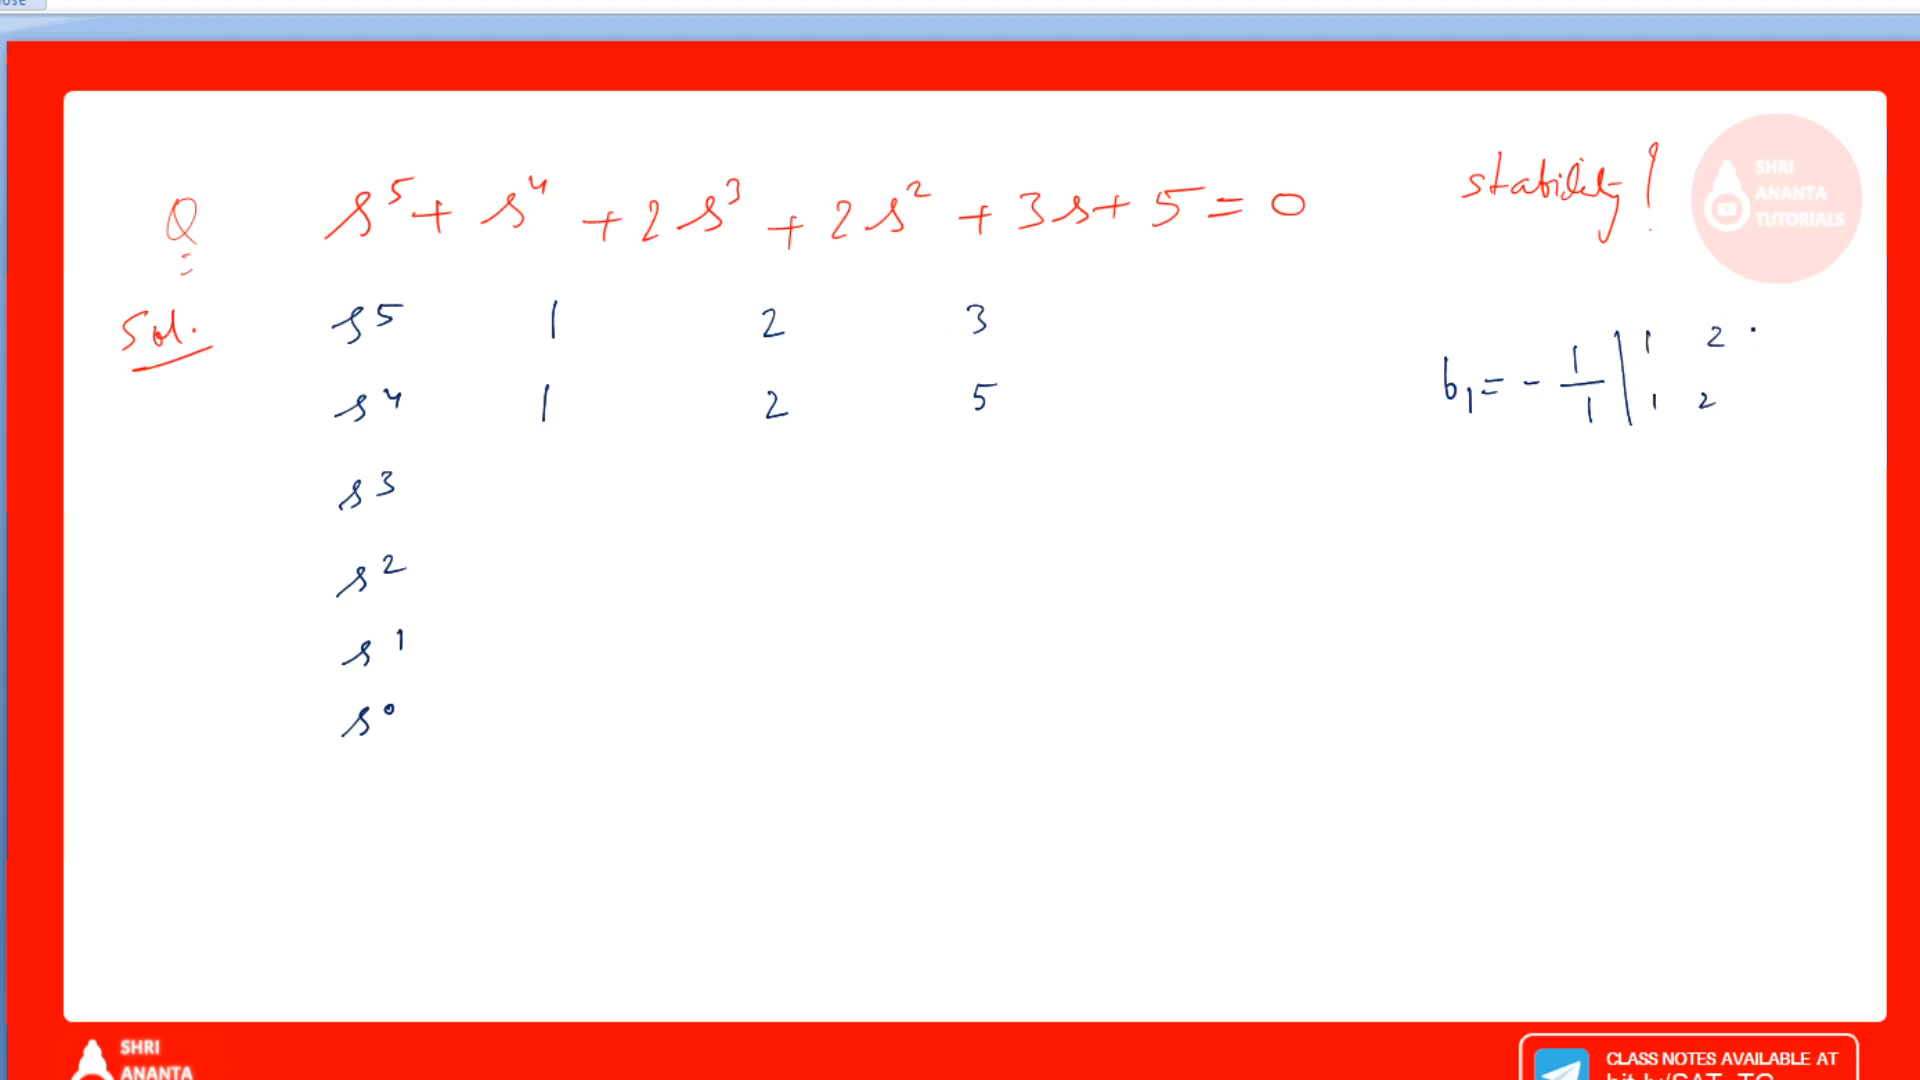 Q s⁵ + s⁴ + 2s³ + 2s² + 3s + 5 = 0 stability?
SHRI
ANANTA
TUTORIALS
Sol. s⁵ 1 2 3
s⁴ 1 2 5
b₁ = - 1/1 | 1 2
1 2
s³
s²
s¹
s⁰
SHRI
ANANTA
CLASS NOTES AVAILABLE AT